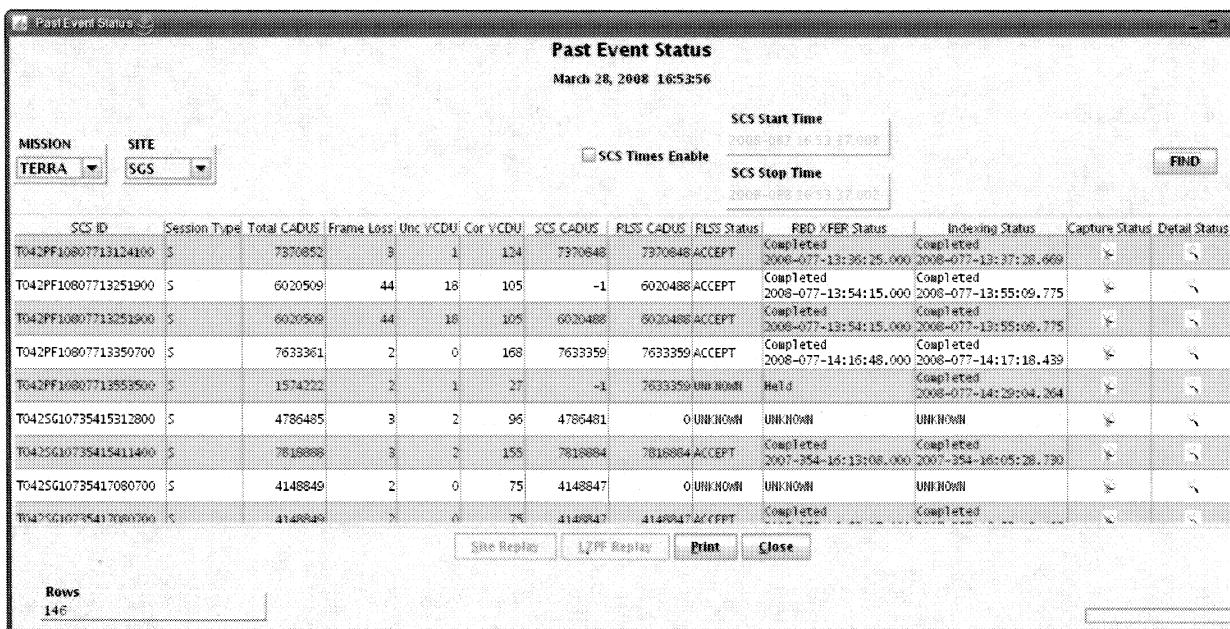 Past Event Status
Past Event Status
March 28, 2008 16:53:56
MISSION
SITE
SCS Start Time
TERRA
SGS
SCS Times Enable
FIND
SCS Stop Time
SCS ID Session Type Total CADUS Frame Loss Unc VCDU Cor VCDU SCS CADUS RLSS CADUS RLSS Status RBD XFER Status Indexing Status Capture Status Detail Status
T042PF10807713124100 S 7370852 3 1 124 7370848 7370848 ACCEPT Completed 2008-077-13:36:25.000 Completed 2008-077-13:37:28.669
T042PF10807713251900 S 6020509 44 18 105 -1 6020488 ACCEPT Completed 2008-077-13:54:15.000 Completed 2008-077-13:55:09.775
T042PF10807713251900 S 6020509 44 18 105 6020488 6020488 ACCEPT Completed 2008-077-13:54:15.000 Completed 2008-077-13:55:09.775
T042PF10807713350700 S 7633361 2 0 168 7633359 7633359 ACCEPT Completed 2008-077-14:16:48.000 Completed 2008-077-14:17:18.439
T042PF10807713553500 S 1574222 2 1 27 -1 7633359 UNKNOWN Held Completed 2008-077-14:29:04.264
T042SG10735415312800 S 4786485 3 2 96 4786481 0 UNKNOWN UNKNOWN UNKNOWN
T042SG10735415411400 S 7818888 3 2 155 7818884 7818884 ACCEPT Completed 2007-354-16:13:08.000 Completed 2007-354-16:05:28.730
T042SG10735417080700 S 4148849 2 0 75 4148847 0 UNKNOWN UNKNOWN UNKNOWN
T042SG10735417080700 S 4148849 2 0 75 4148847 4148847 ACCEPT Completed Completed
Site Replay LZPF Replay Print Close
Rows
146